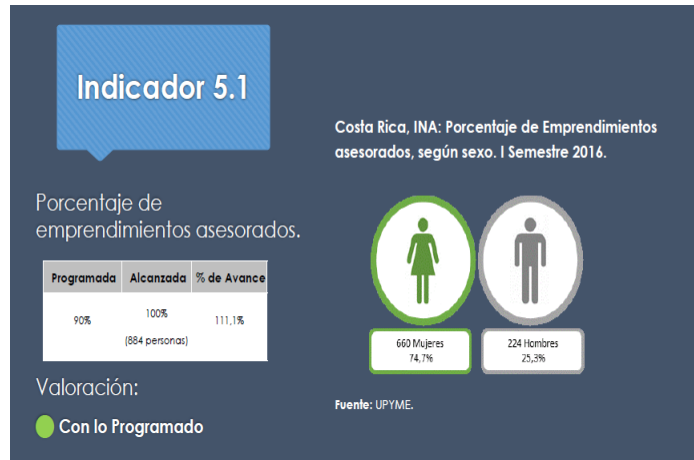 Indicador 5.1
Porcentaje de
emprendimientos asesorados.
Programada Alcanzada % de Avance
90% 100% 111,1%
(884 personas)
Valoración:
Con lo Programado
Costa Rica, INA: Porcentaje de Emprendimientos
asesorados, según sexo. I Semestre 2016.
660 Mujeres
74,7%
224 Hombres
25,3%
Fuente: UPYME.